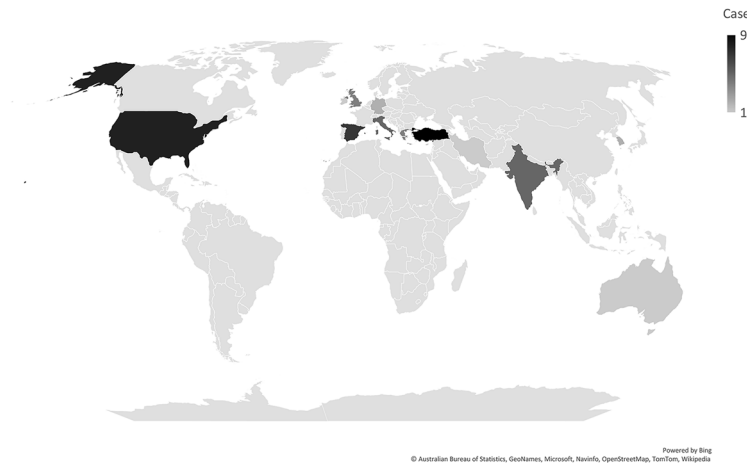 Case
9
1
Powered by Bing
© Australian Bureau of Statistics, GeoNames, Microsoft, Navinfo, OpenStreetMap, TomTom, Wikipedia